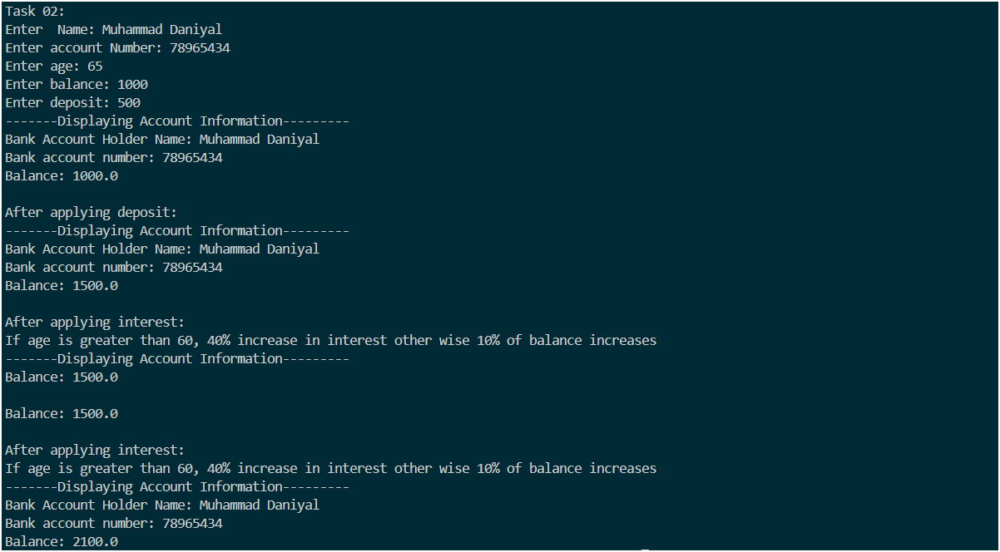 Task 02:
Enter  Name: Muhammad Daniyal
Enter account Number: 78965434
Enter age: 65
Enter balance: 1000
Enter deposit: 500
-------Displaying Account Information---------
Bank Account Holder Name: Muhammad Daniyal
Bank account number: 78965434
Balance: 1000.0
After applying deposit:
-------Displaying Account Information---------
Bank Account Holder Name: Muhammad Daniyal
Bank account number: 78965434
Balance: 1500.0
After applying interest:
If age is greater than 60, 40% increase in interest other wise 10% of balance increases
-------Displaying Account Information---------
Balance: 1500.0
Balance: 1500.0
After applying interest:
If age is greater than 60, 40% increase in interest other wise 10% of balance increases
-------Displaying Account Information---------
Bank Account Holder Name: Muhammad Daniyal
Bank account number: 78965434
Balance: 2100.0